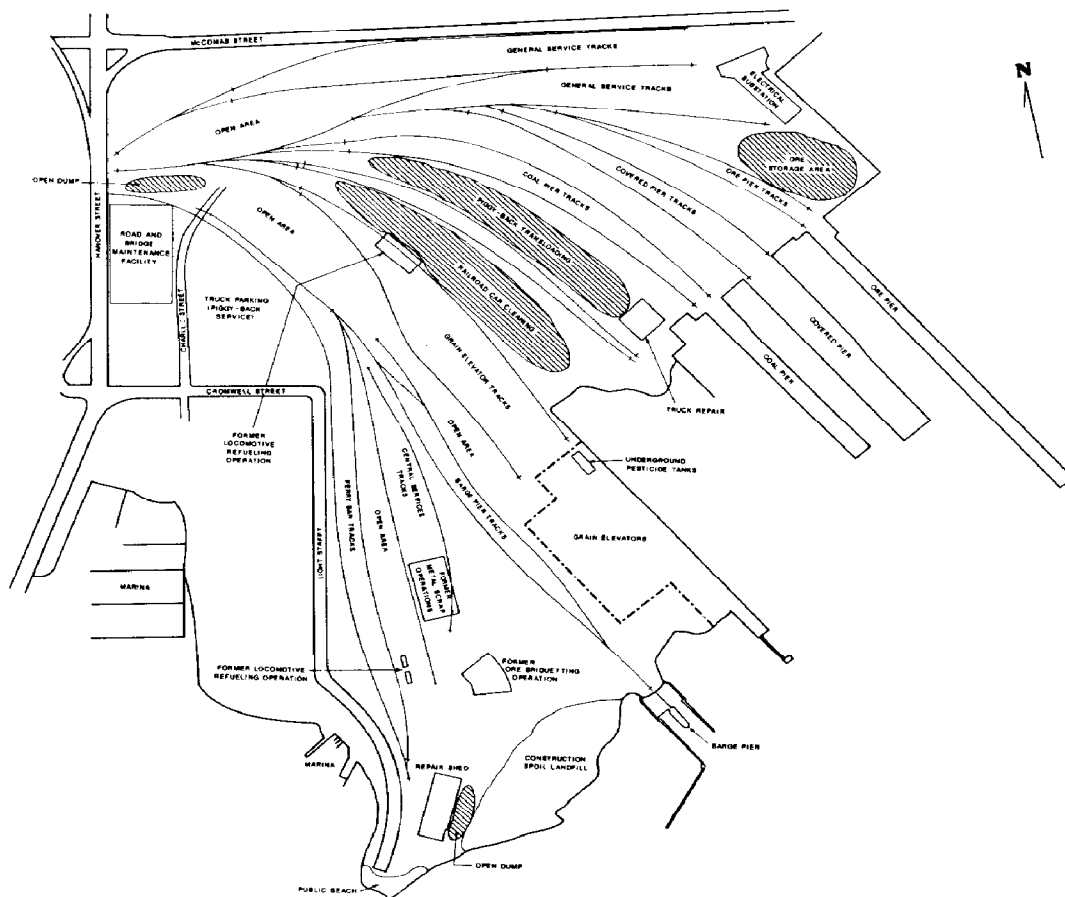 McCOMAS STREET
GENERAL SERVICE TRACKS
GENERAL SERVICE TRACKS
ELECTRICAL
SUBSTATION
N
OPEN AREA
OPEN DUMP
HANOVER STREET
ROAD AND
BRIDGE
MAINTENANCE
FACILITY
OPEN AREA
ORE
STORAGE AREA
ORE PIER TRACKS
COVERED PIER TRACKS
COAL PIER TRACKS
PIGGY-BACK TRANSLOADING
RAILROAD CAR CLEANING
TRUCK PARKING
(PIGGY-BACK
SERVICE)
STREET
ORE PIER
COVERED PIER
COAL PIER
GRAIN ELEVATOR TRACKS
TRUCK REPAIR
CROMWELL STREET
FORMER
LOCOMOTIVE
REFUELING
OPERATION
OPEN AREA
UNDERGROUND
PESTICIDE TANKS
CENTRAL SERVICES
TRACKS
BARGE PIER TRACKS
FERRY BAR TRACKS
OPEN AREA
LIGHT STREET
GRAIN ELEVATORS
MARINA
FORMER
METAL SCRAP
OPERATIONS
FORMER LOCOMOTIVE
REFUELING OPERATION
FORMER
ORE BRIQUETTING
OPERATION
BARGE PIER
MARINA
REPAIR SHED
CONSTRUCTION
SPOIL LANDFILL
OPEN DUMP
PUBLIC BEACH